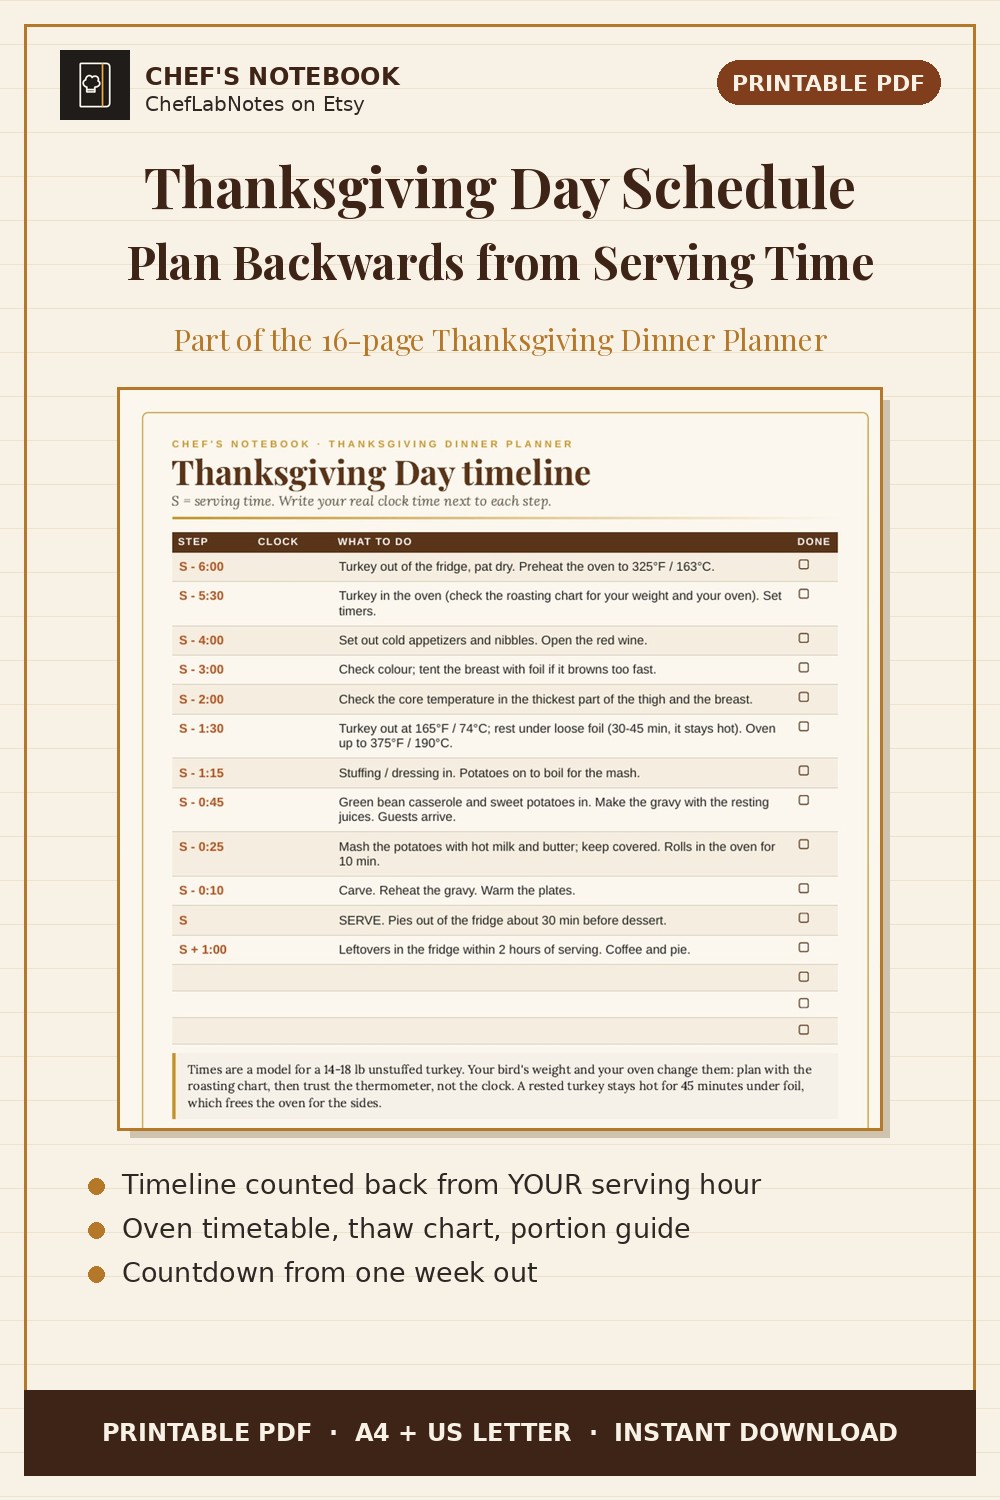 CHEF'S NOTEBOOK
ChefLabNotes on Etsy
PRINTABLE PDF
Thanksgiving Day Schedule
Plan Backwards from Serving Time
Part of the 16-page Thanksgiving Dinner Planner
CHEF'S NOTEBOOK · THANKSGIVING DINNER PLANNER
Thanksgiving Day timeline
S = serving time. Write your real clock time next to each step.
STEP CLOCK WHAT TO DO DONE
S - 6:00 Turkey out of the fridge, pat dry. Preheat the oven to 325°F / 163°C.
S - 5:30 Turkey in the oven (check the roasting chart for your weight and your oven). Set
timers.
S - 4:00 Set out cold appetizers and nibbles. Open the red wine.
S - 3:00 Check colour; tent the breast with foil if it browns too fast.
S - 2:00 Check the core temperature in the thickest part of the thigh and the breast.
S - 1:30 Turkey out at 165°F / 74°C; rest under loose foil (30-45 min, it stays hot). Oven
up to 375°F / 190°C.
S - 1:15 Stuffing / dressing in. Potatoes on to boil for the mash.
S - 0:45 Green bean casserole and sweet potatoes in. Make the gravy with the resting
juices. Guests arrive.
S - 0:25 Mash the potatoes with hot milk and butter; keep covered. Rolls in the oven for
10 min.
S - 0:10 Carve. Reheat the gravy. Warm the plates.
S SERVE. Pies out of the fridge about 30 min before dessert.
S + 1:00 Leftovers in the fridge within 2 hours of serving. Coffee and pie.
Times are a model for a 14-18 lb unstuffed turkey. Your bird's weight and your oven change them: plan with the
roasting chart, then trust the thermometer, not the clock. A rested turkey stays hot for 45 minutes under foil,
which frees the oven for the sides.
Timeline counted back from YOUR serving hour
Oven timetable, thaw chart, portion guide
Countdown from one week out
PRINTABLE PDF · A4 + US LETTER · INSTANT DOWNLOAD